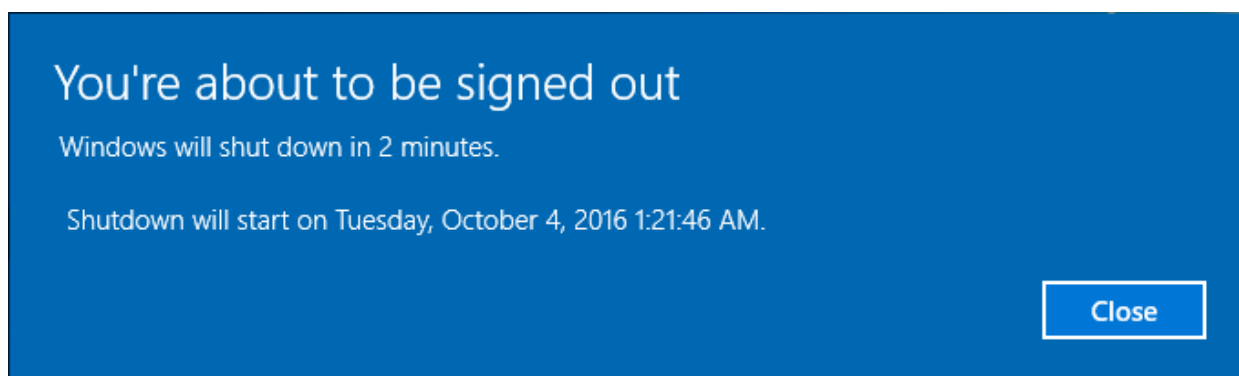 You're about to be signed out
Windows will shut down in 2 minutes.
Shutdown will start on Tuesday, October 4, 2016 1:21:46 AM.
Close